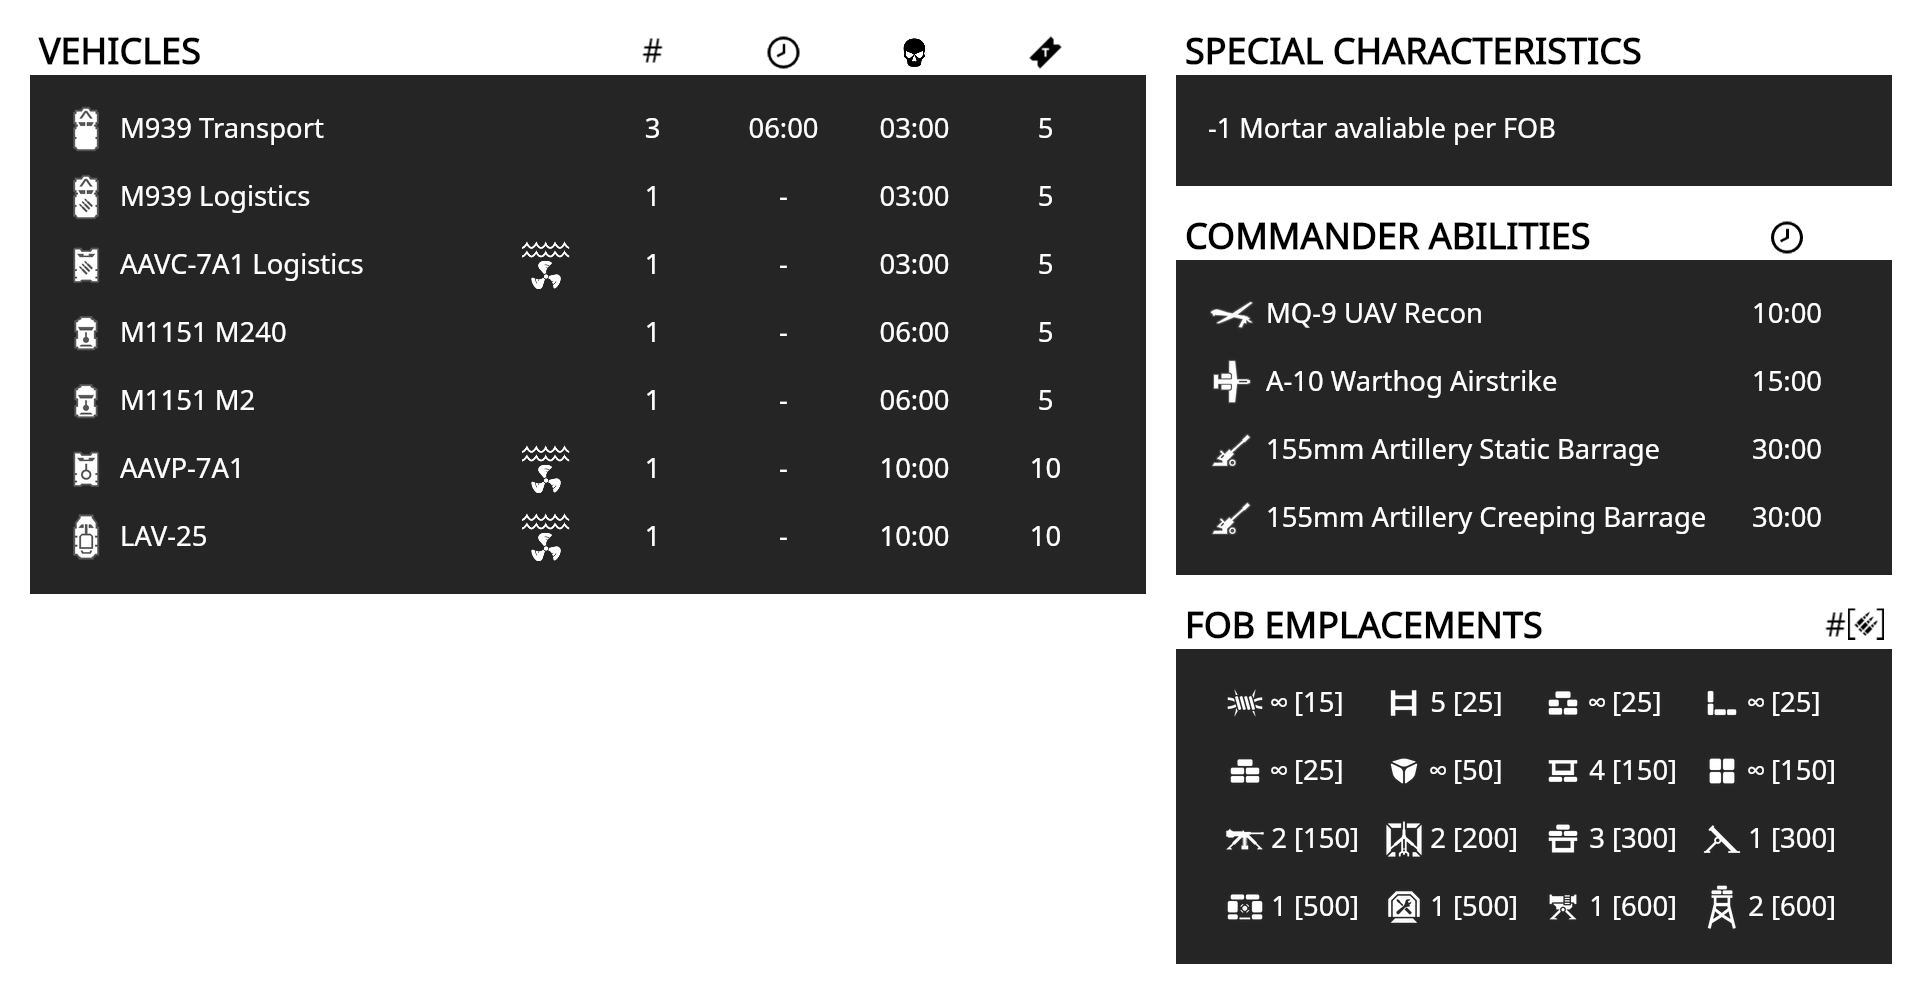 VEHICLES #
M939 Transport 3 06:00 03:00 5
M939 Logistics 1 - 03:00 5
AAVC-7A1 Logistics 1 - 03:00 5
M1151 M240 1 - 06:00 5
M1151 M2 1 - 06:00 5
AAVP-7A1 1 - 10:00 10
LAV-25 1 - 10:00 10
SPECIAL CHARACTERISTICS
-1 Mortar avaliable per FOB
COMMANDER ABILITIES
MQ-9 UAV Recon 10:00
A-10 Warthog Airstrike 15:00
155mm Artillery Static Barrage 30:00
155mm Artillery Creeping Barrage 30:00
FOB EMPLACEMENTS #[]
∞ [15] 5 [25] ∞ [25] ∞ [25]
∞ [25] ∞ [50] 4 [150] ∞ [150]
2 [150] 2 [200] 3 [300] 1 [300]
1 [500] 1 [500] 1 [600] 2 [600]